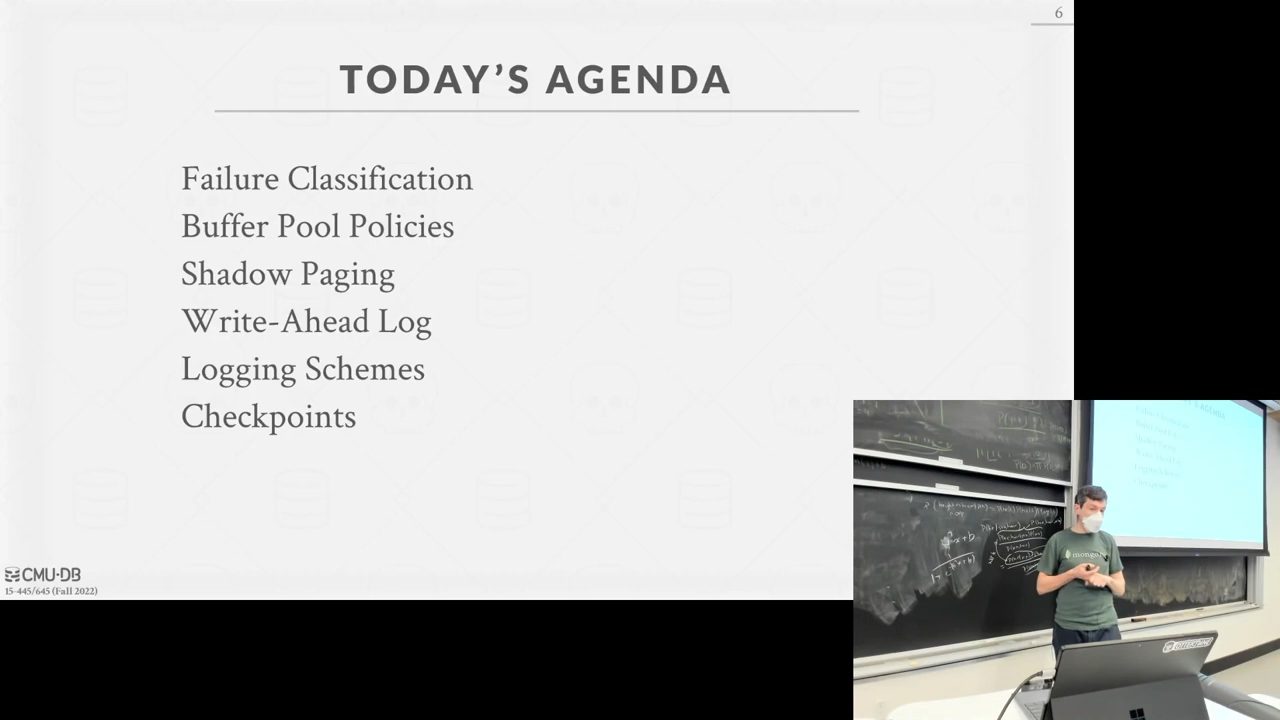 6
TODAY'S AGENDA
Failure Classification
Buffer Pool Policies
Shadow Paging
Write-Ahead Log
Logging Schemes
Checkpoints
CMU·DB
15-445/645 (Fall 2022)